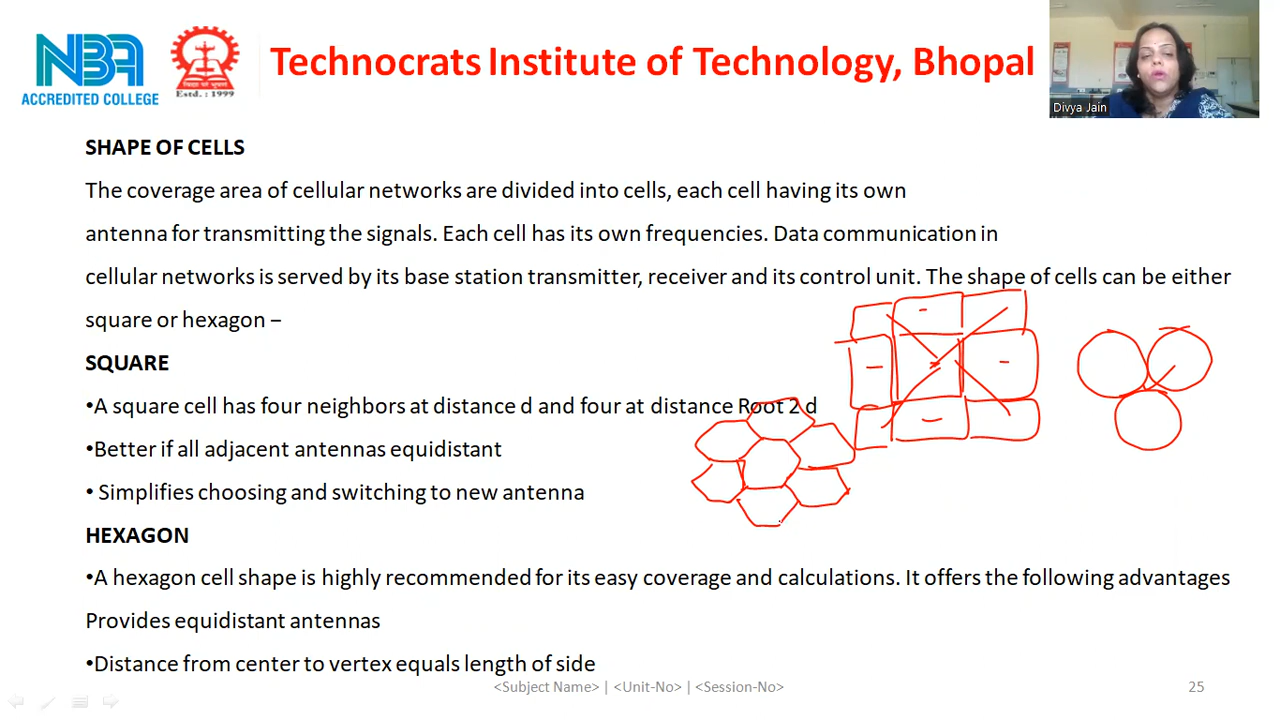 NBA
ACCREDITED COLLEGE
Estd. : 1999
Technocrats Institute of Technology, Bhopal
Divya Jain
SHAPE OF CELLS
The coverage area of cellular networks are divided into cells, each cell having its own
antenna for transmitting the signals. Each cell has its own frequencies. Data communication in
cellular networks is served by its base station transmitter, receiver and its control unit. The shape of cells can be either
square or hexagon −
SQUARE
•A square cell has four neighbors at distance d and four at distance Root 2 d
•Better if all adjacent antennas equidistant
• Simplifies choosing and switching to new antenna
HEXAGON
•A hexagon cell shape is highly recommended for its easy coverage and calculations. It offers the following advantages
Provides equidistant antennas
•Distance from center to vertex equals length of side
<Subject Name> | <Unit-No> | <Session-No>
25